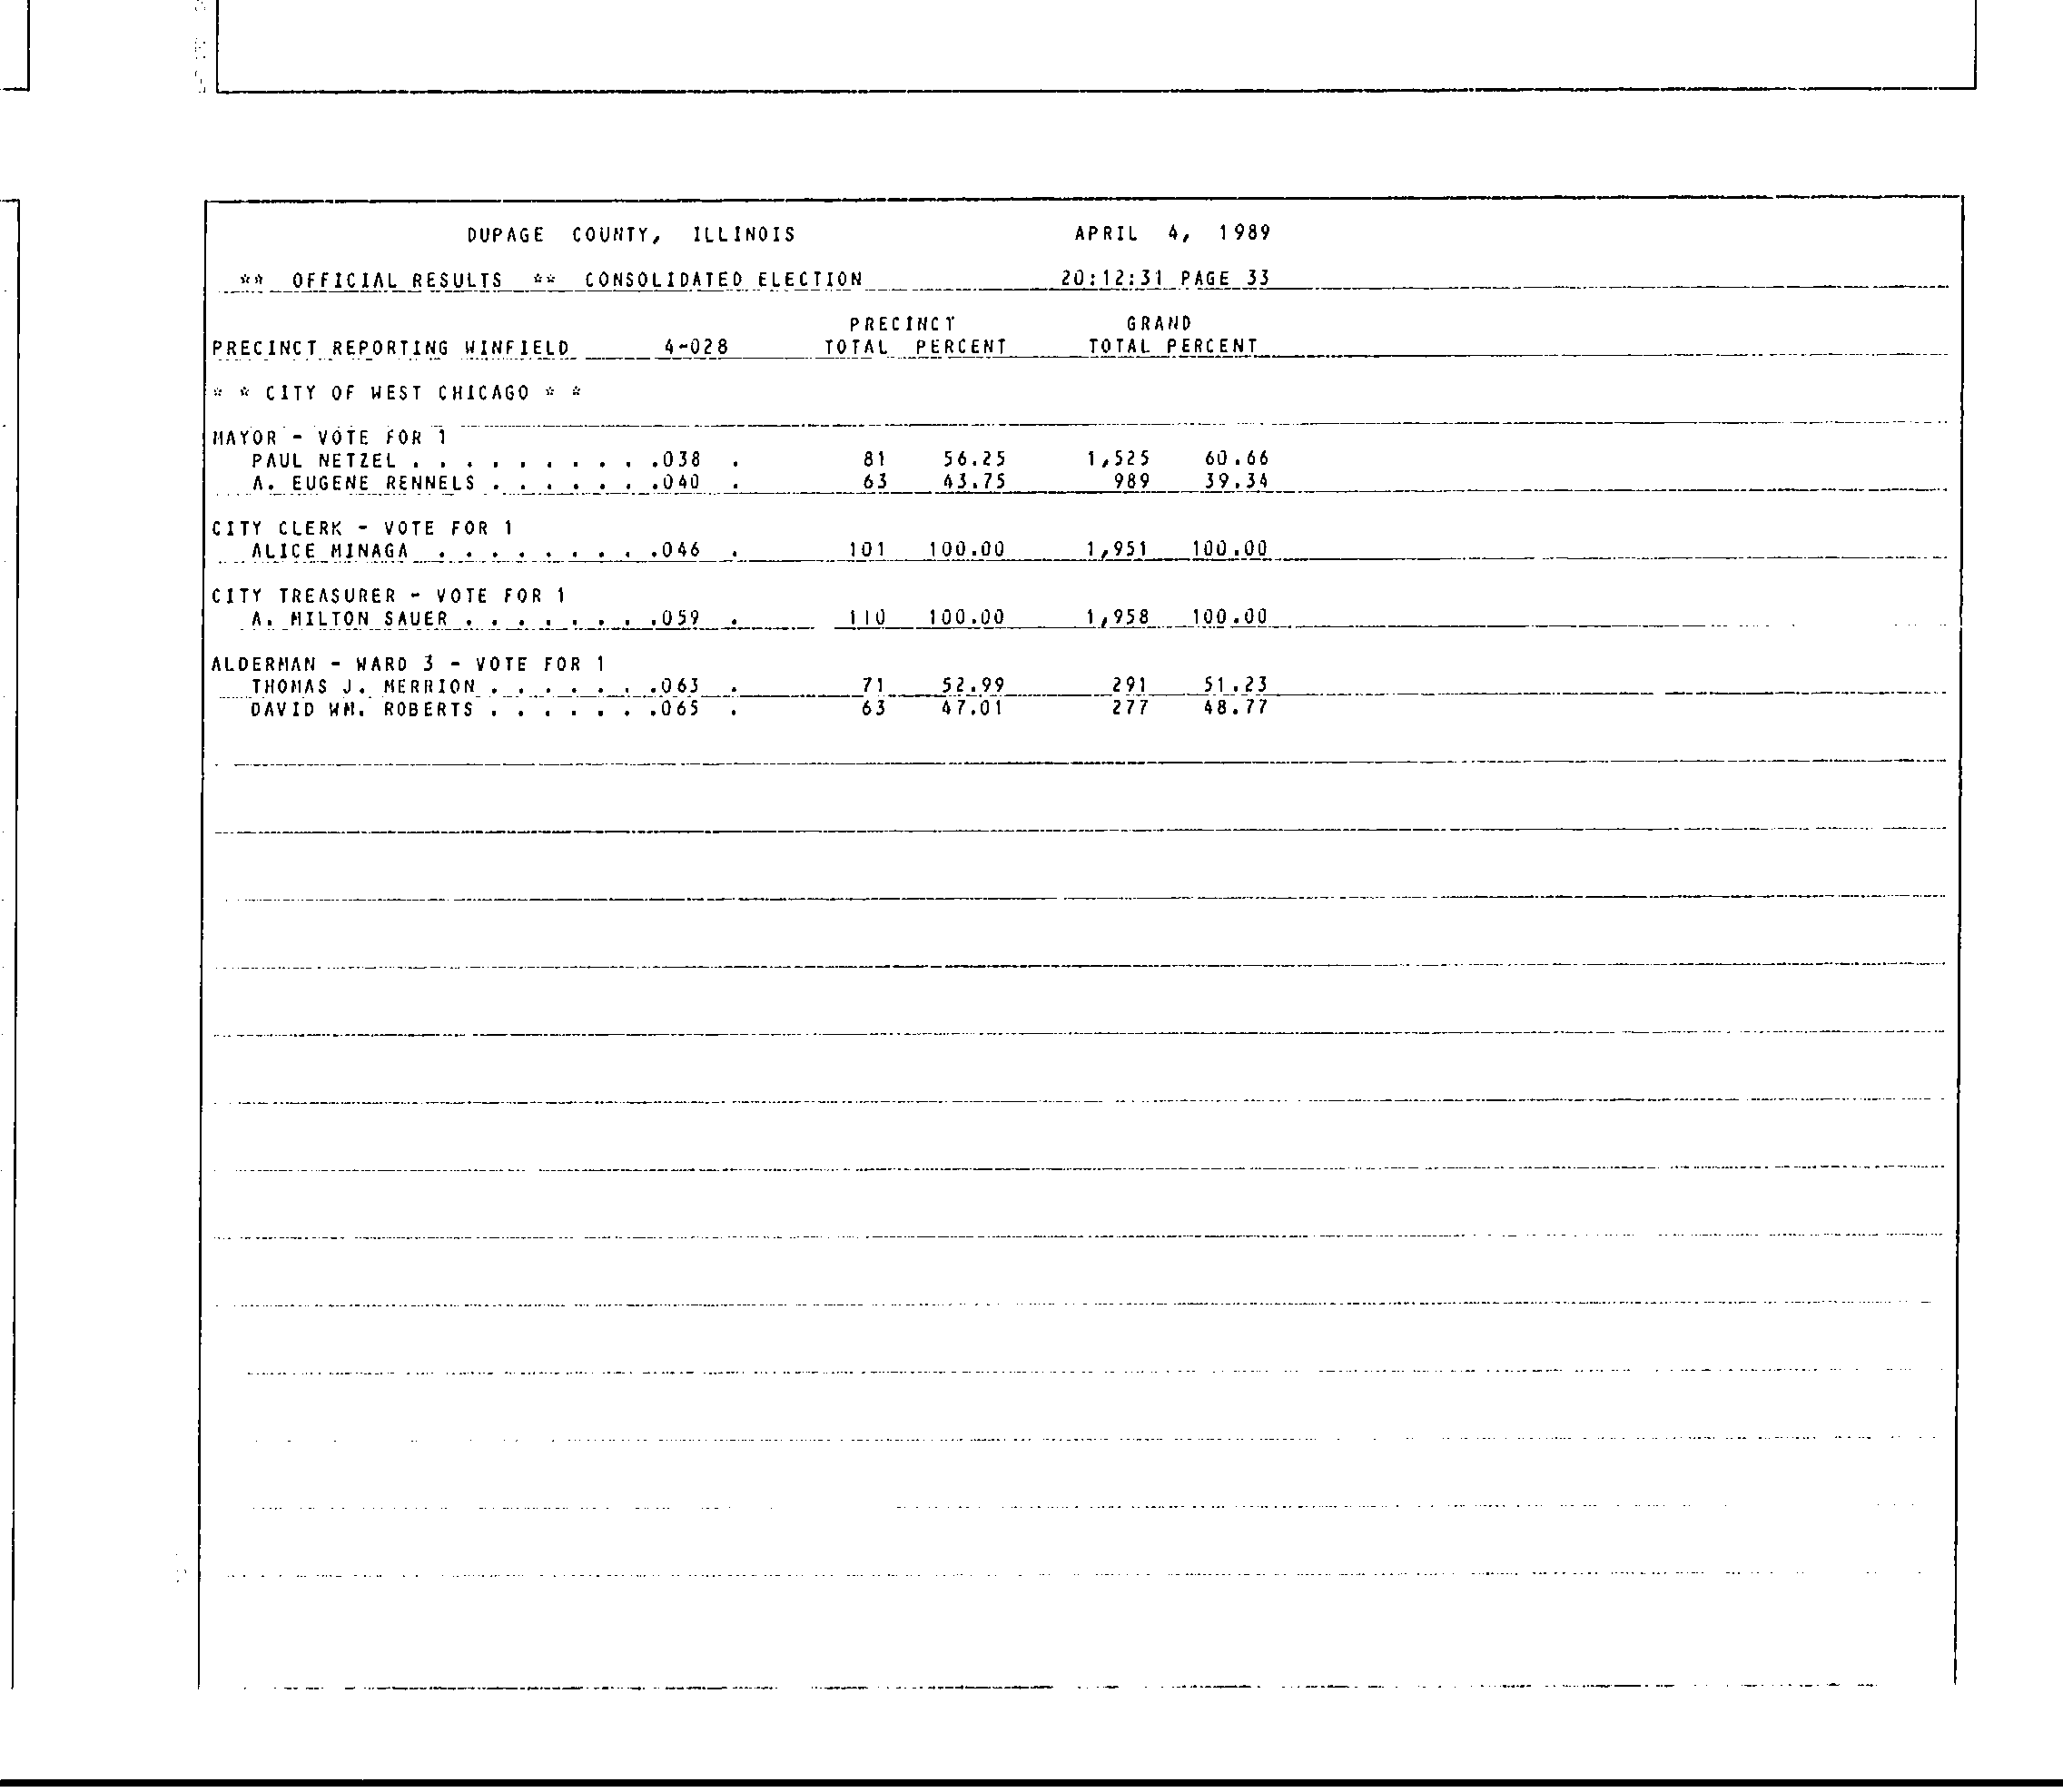 DUPAGE COUNTY, ILLINOIS APRIL 4, 1989
** OFFICIAL RESULTS ** CONSOLIDATED ELECTION 20:12:31 PAGE 33
PRECINCT GRAND
PRECINCT REPORTING WINFIELD 4-028 TOTAL PERCENT TOTAL PERCENT
* * CITY OF WEST CHICAGO * *
MAYOR - VOTE FOR 1
PAUL NETZEL . . . . . . . . . .038 . 81 56.25 1,525 60.66
A. EUGENE RENNELS . . . . . . .040 . 63 43.75 989 39.34
CITY CLERK - VOTE FOR 1
ALICE MINAGA . . . . . . . . .046 . 101 100.00 1,951 100.00
CITY TREASURER - VOTE FOR 1
A. MILTON SAUER . . . . . . . .059 . 110 100.00 1,958 100.00
ALDERMAN - WARD 3 - VOTE FOR 1
THOMAS J. MERRION . . . . . . .063 . 71 52.99 291 51.23
DAVID WM. ROBERTS . . . . . . .065 . 63 47.01 277 48.77